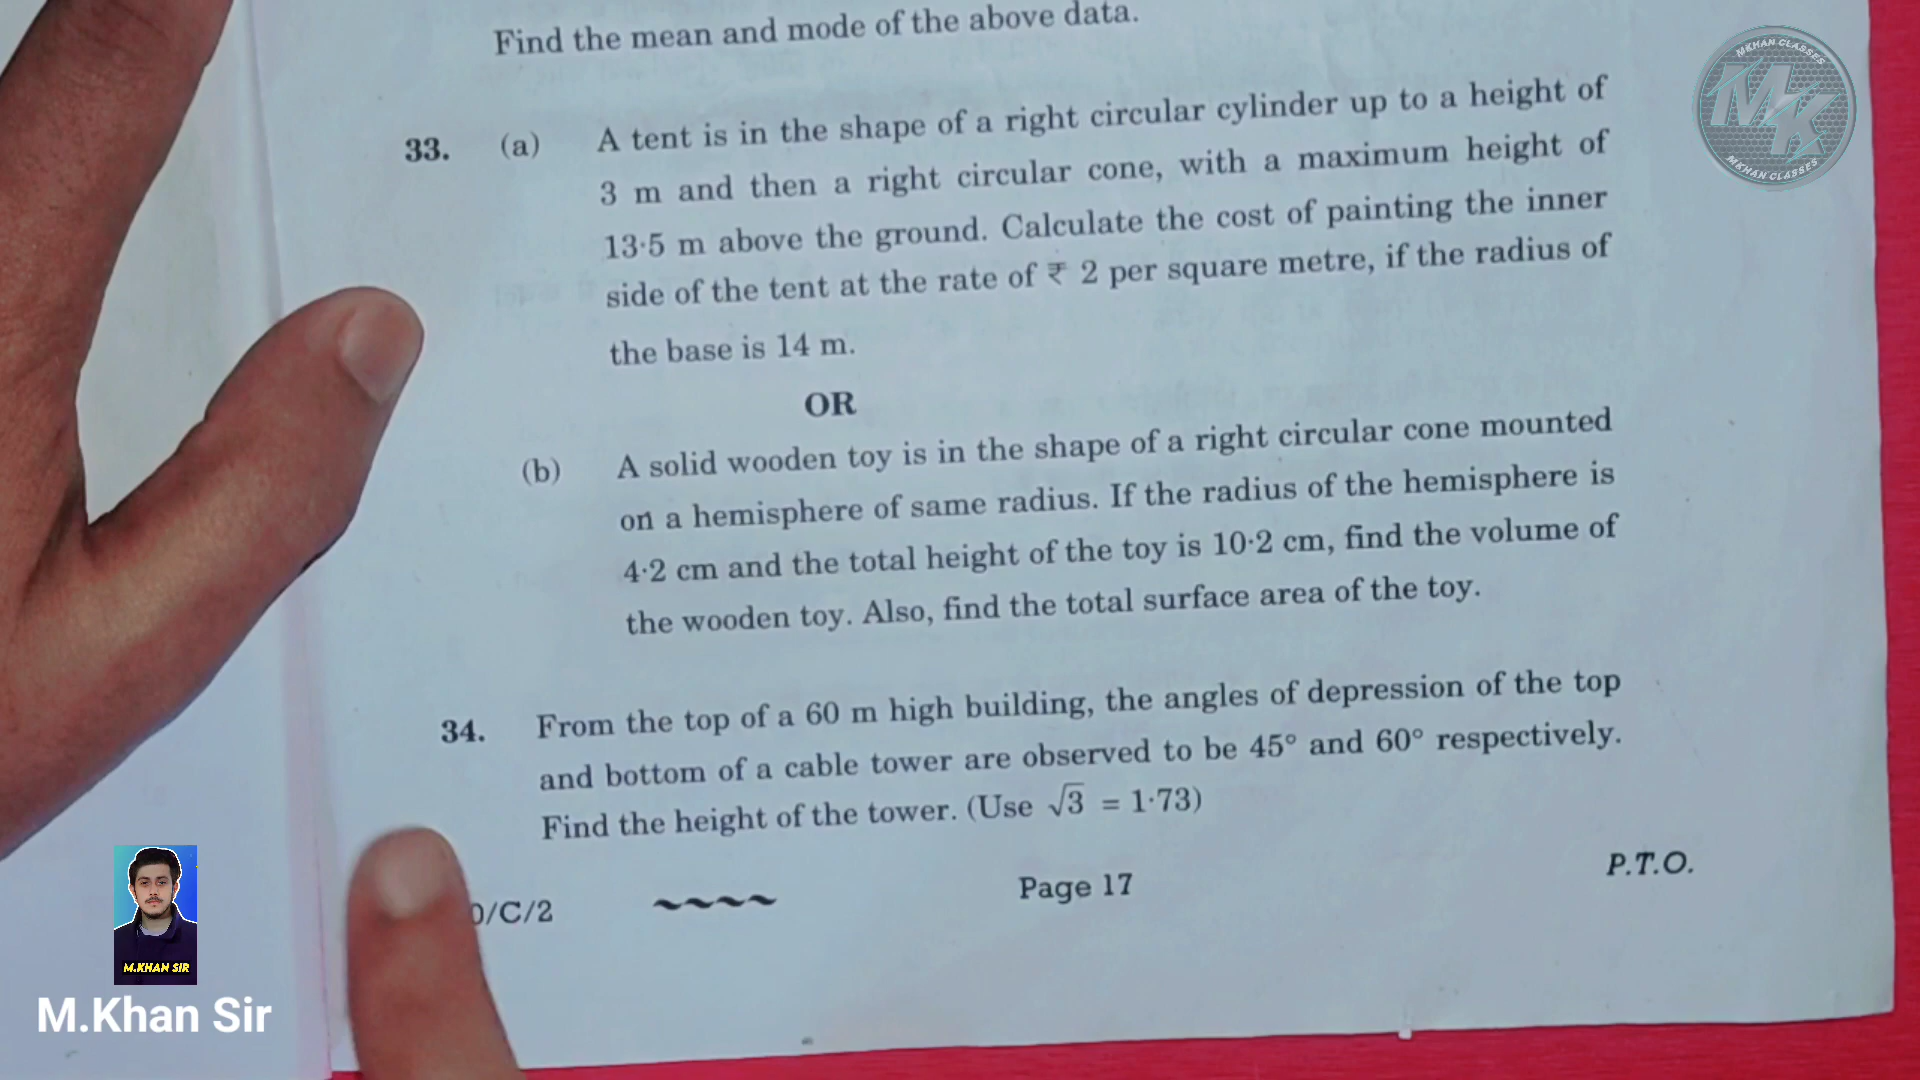 Find the mean and mode of the above data.
MKHAN CLASSES
MK
MKHAN CLASSES
33. (a) A tent is in the shape of a right circular cylinder up to a height of
3 m and then a right circular cone, with a maximum height of
13·5 m above the ground. Calculate the cost of painting the inner
side of the tent at the rate of ₹ 2 per square metre, if the radius of
the base is 14 m.
OR
(b) A solid wooden toy is in the shape of a right circular cone mounted
on a hemisphere of same radius. If the radius of the hemisphere is
4·2 cm and the total height of the toy is 10·2 cm, find the volume of
the wooden toy. Also, find the total surface area of the toy.
34. From the top of a 60 m high building, the angles of depression of the top
and bottom of a cable tower are observed to be 45° and 60° respectively.
Find the height of the tower. (Use √3 = 1·73)
0/C/2 ~~~~ Page 17 P.T.O.
M.KHAN SIR
M.Khan Sir